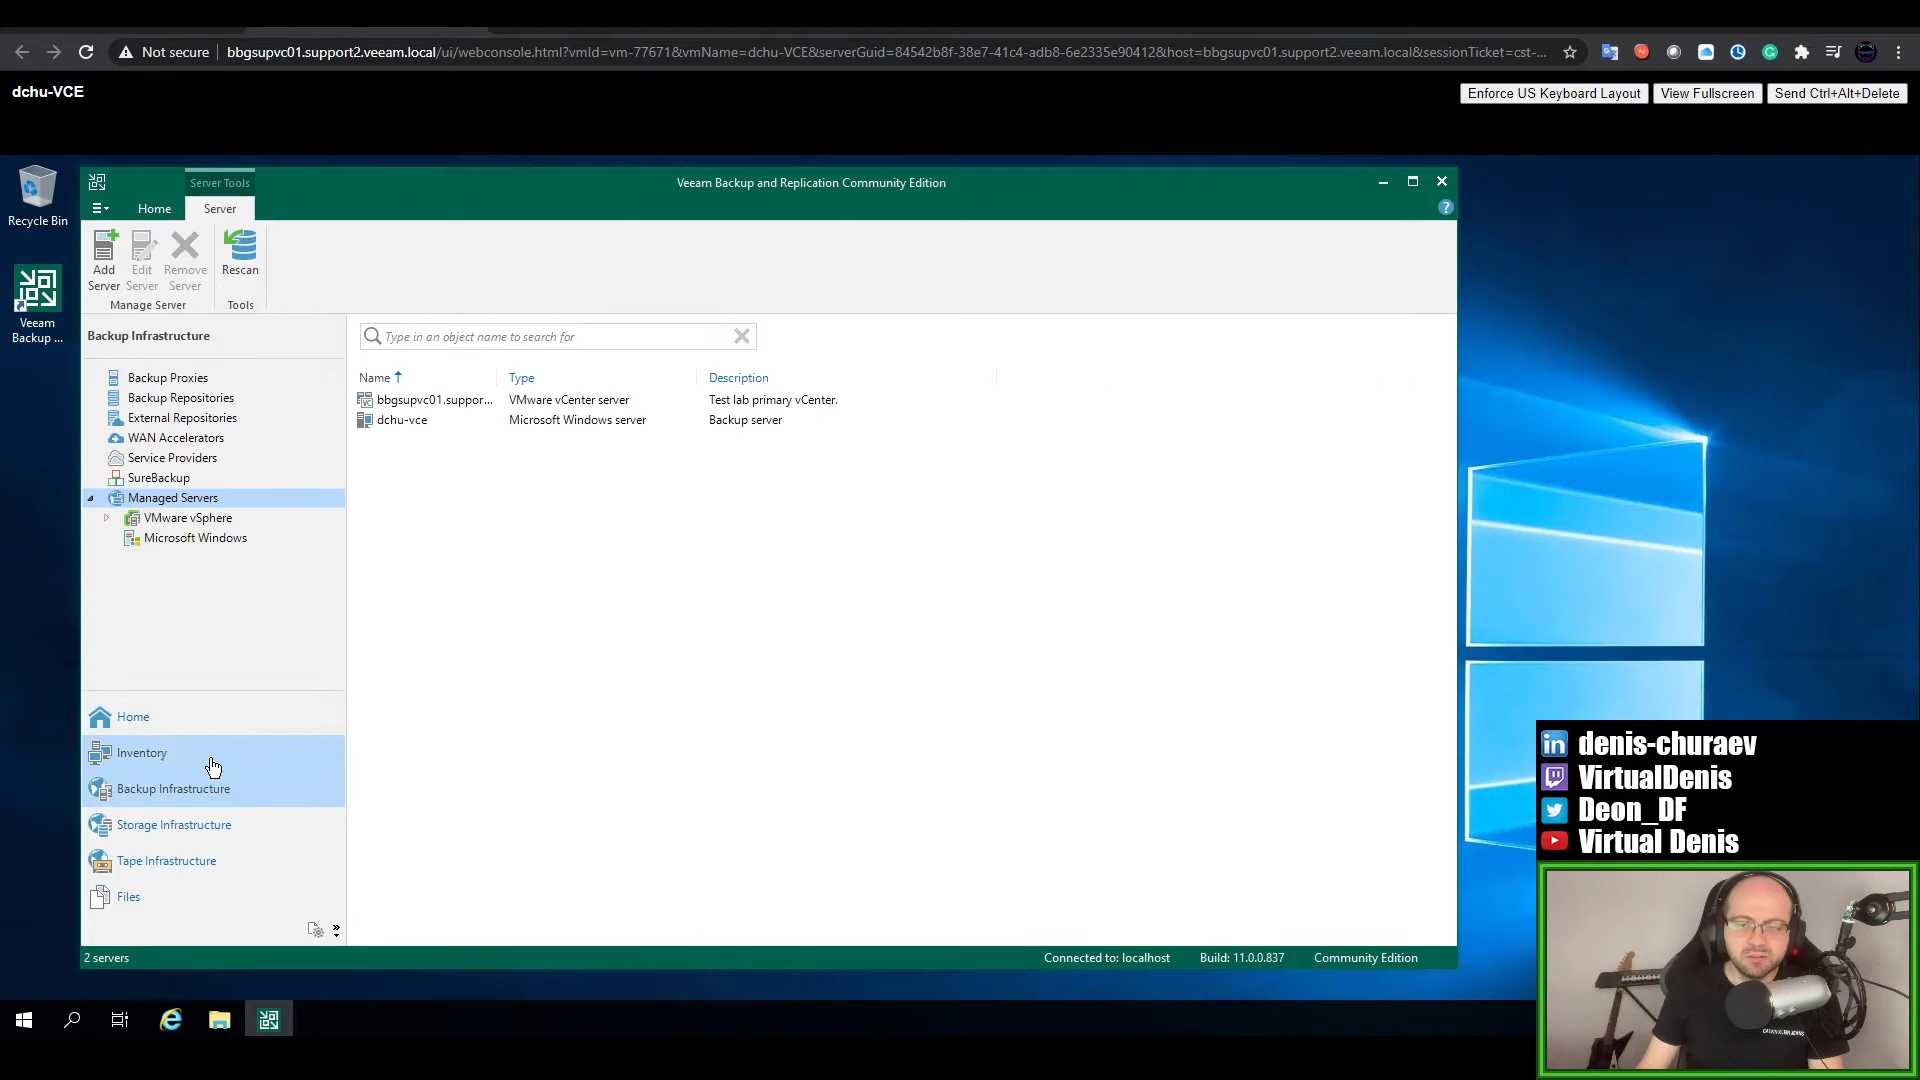 Not secure
bbgsupvc01.support2.veeam.local/ui/webconsole.html?vmId=vm-77671&vmName=dchu-VCE&serverGuid=84542b8f-38e7-41c4-adb8-6e2335e90412&host=bbgsupvc01.support2.veeam.local&sessionTicket=cst-...
dchu-VCE
Enforce US Keyboard Layout
View Fullscreen
Send Ctrl+Alt+Delete
Recycle Bin
Veeam
Backup ...
Server Tools
Veeam Backup and Replication Community Edition
Home
Server
Add
Server
Edit
Server
Remove
Server
Rescan
Manage Server
Tools
Backup Infrastructure
Backup Proxies
Backup Repositories
External Repositories
WAN Accelerators
Service Providers
SureBackup
Managed Servers
VMware vSphere
Microsoft Windows
Type in an object name to search for
Name
Type
Description
bbgsupvc01.suppor...
VMware vCenter server
Test lab primary vCenter.
dchu-vce
Microsoft Windows server
Backup server
Home
Inventory
Backup Infrastructure
Storage Infrastructure
Tape Infrastructure
Files
2 servers
Connected to: localhost
Build: 11.0.0.837
Community Edition
denis-churaev
VirtualDenis
Deon_DF
Virtual Denis